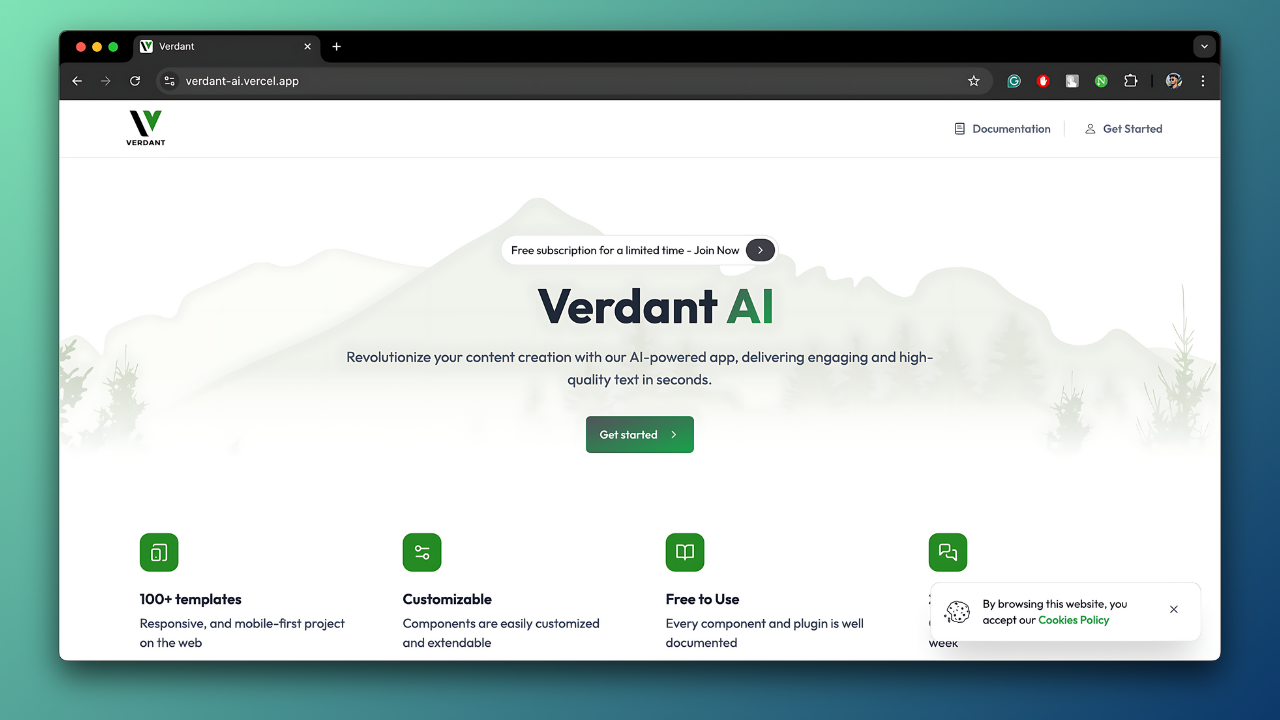 Verdant
verdant-ai.vercel.app
VERDANT
Documentation
Get Started
Free subscription for a limited time - Join Now
Verdant AI
Revolutionize your content creation with our AI-powered app, delivering engaging and high-
quality text in seconds.
Get started
100+ templates
Responsive, and mobile-first project
on the web
Customizable
Components are easily customized
and extendable
Free to Use
Every component and plugin is well
documented
week
By browsing this website, you
accept our Cookies Policy